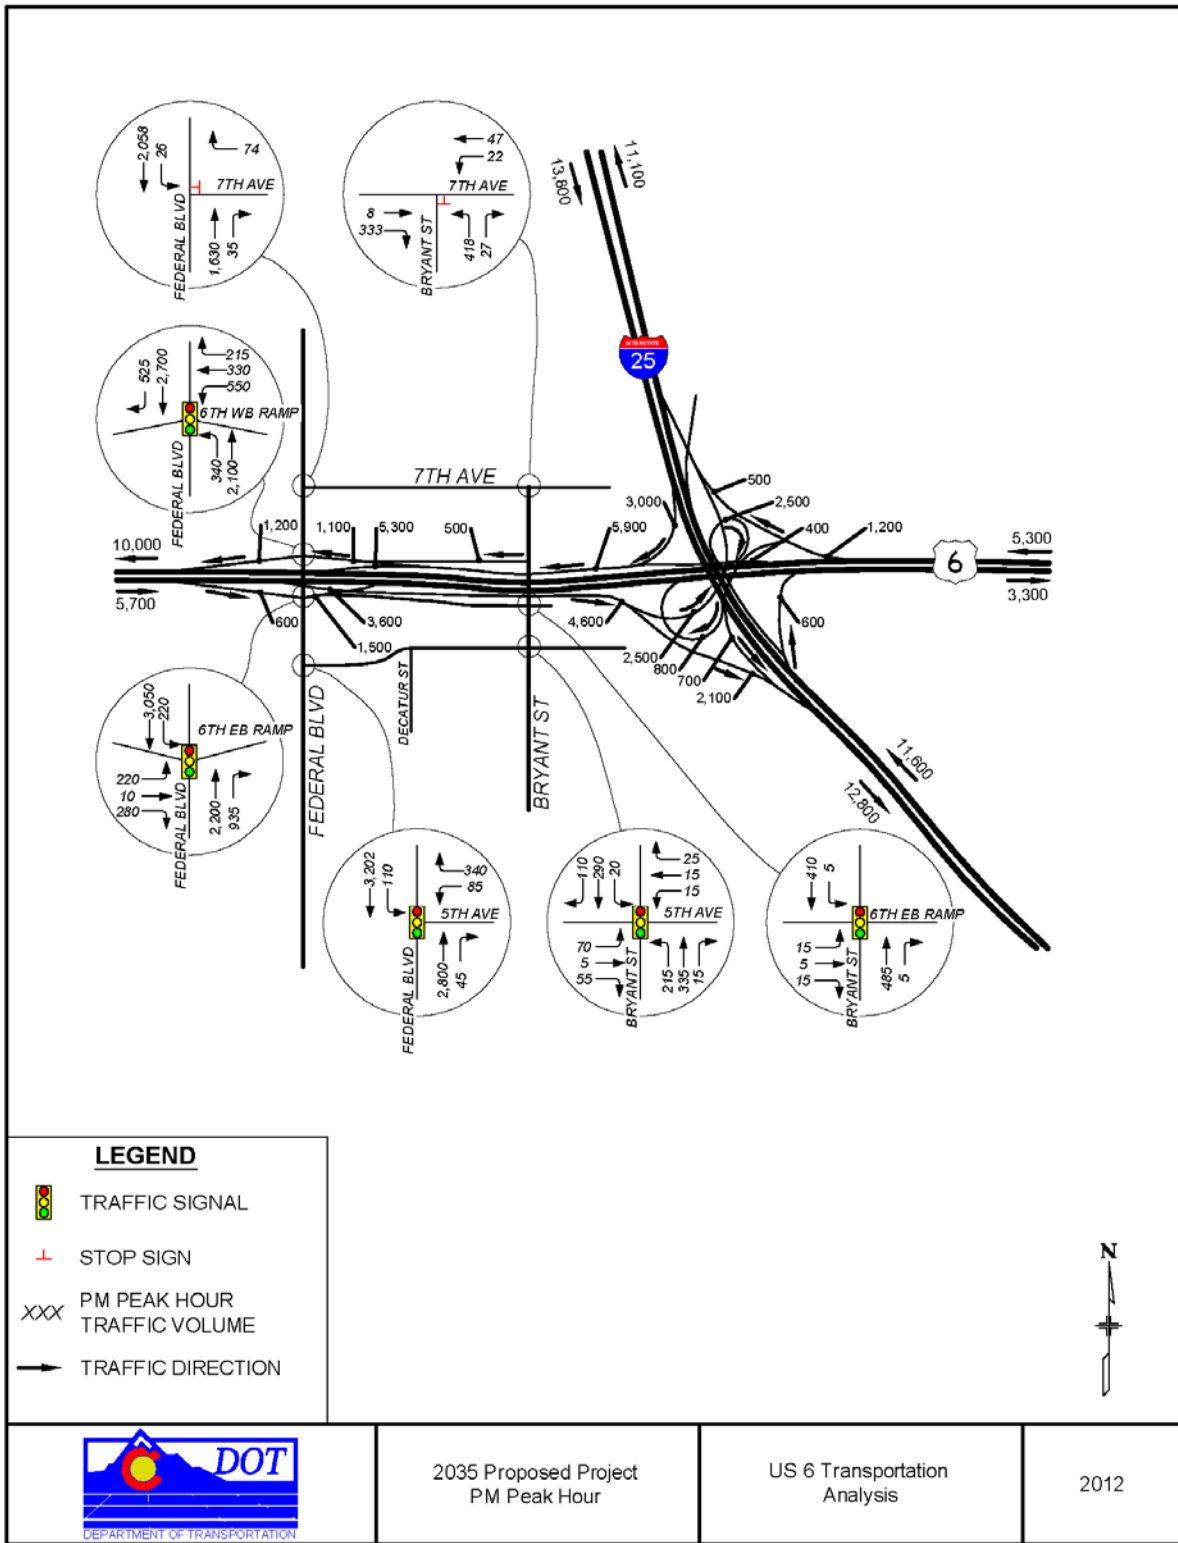 2,058
26
74
7TH AVE
FEDERAL BLVD
1,630
35
47
22
7TH AVE
8
333
BRYANT ST
418
27
13,800
11,100
INTERSTATE
25
525
2,700
215
330
550
6TH WB RAMP
FEDERAL BLVD
340
2,100
7TH AVE
3,000
500
2,500
400
1,200
10,000
1,200
1,100
5,300
500
5,900
5,300
6
5,700
3,300
600
1,500
3,600
4,600
2,500
800
700
2,100
600
DECATUR ST
FEDERAL BLVD
BRYANT ST
11,600
12,800
3,050
220
6TH EB RAMP
220
10
280
FEDERAL BLVD
2,200
935
3,202
110
340
85
5TH AVE
FEDERAL BLVD
2,800
45
110
290
20
25
15
15
5TH AVE
70
5
55
BRYANT ST
215
335
15
410
5
6TH EB RAMP
15
5
15
BRYANT ST
485
5
LEGEND
TRAFFIC SIGNAL
STOP SIGN
XXX PM PEAK HOUR
TRAFFIC VOLUME
TRAFFIC DIRECTION
N
DOT
DEPARTMENT OF TRANSPORTATION
2035 Proposed Project
PM Peak Hour
US 6 Transportation
Analysis
2012